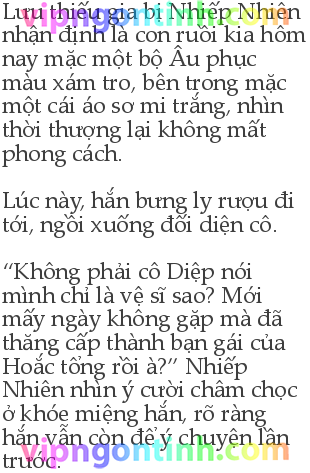 Lưu thiếu gia bị Nhiếp Nhiên
nhận định là con ruồi kia hôm
nay mặc một bộ Âu phục
màu xám tro, bên trong mặc
một cái áo sơ mi trắng, nhìn
thời thượng lại không mất
phong cách.
Lúc này, hắn bưng ly rượu đi
tới, ngồi xuống đối diện cô.
“Không phải cô Diệp nói
mình chỉ là vệ sĩ sao? Mới
mấy ngày không gặp mà đã
thăng cấp thành bạn gái của
Hoắc tổng rồi à?” Nhiếp
Nhiên nhìn ý cười châm chọc
ở khóe miệng hắn, rõ ràng
hắn vẫn còn để ý chuyện lần
trước.
vipngontinh.com
vipngontinh.com